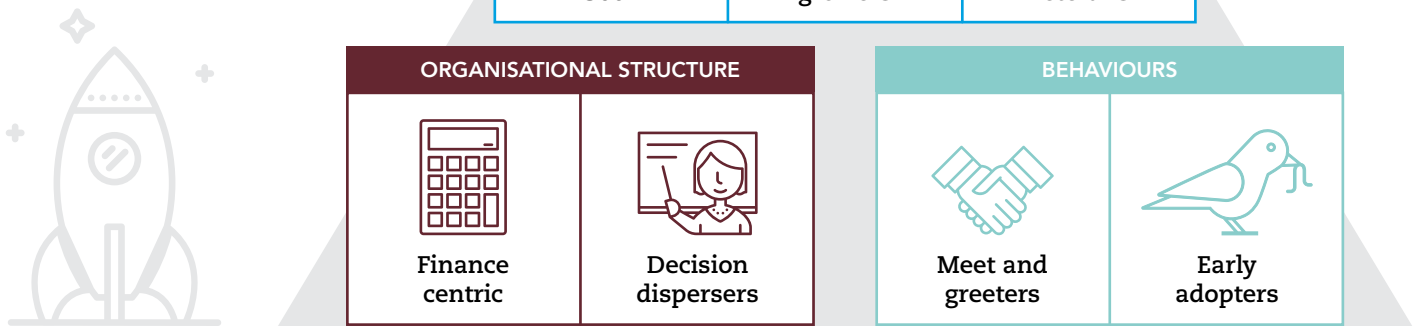 ORGANISATIONAL STRUCTURE
BEHAVIOURS
Finance
centric
Decision
dispersers
Meet and
greeters
Early
adopters